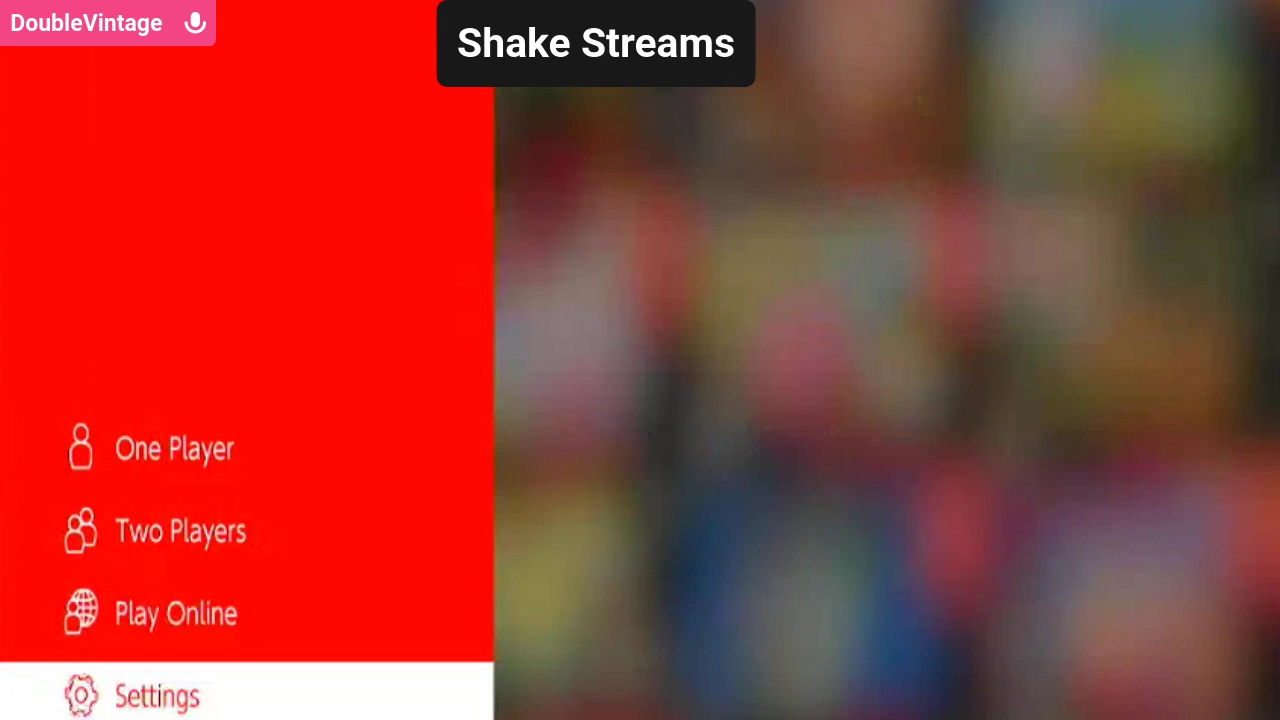 DoubleVintage
Shake Streams
One Player
Two Players
Play Online
Settings